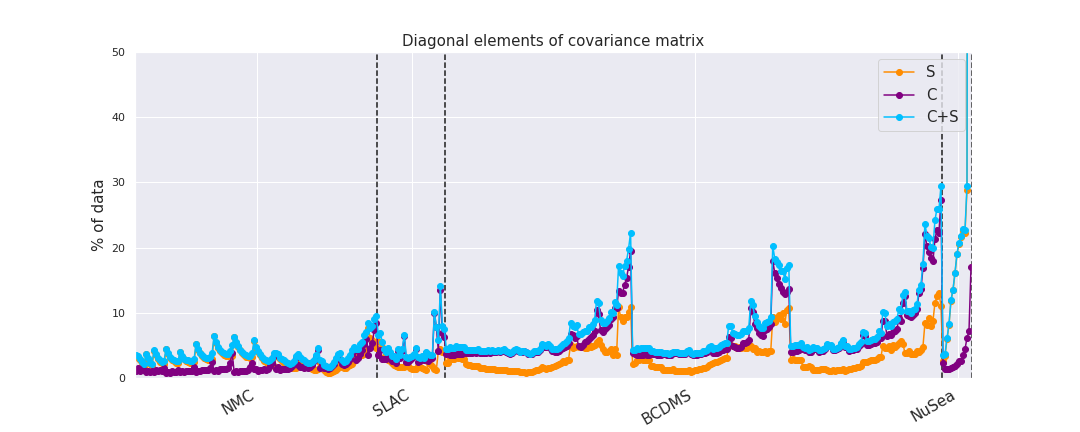 Diagonal elements of covariance matrix
50
40
30
20
10
0
% of data
S
C
C+S
NMC
SLAC
BCDMS
NuSea